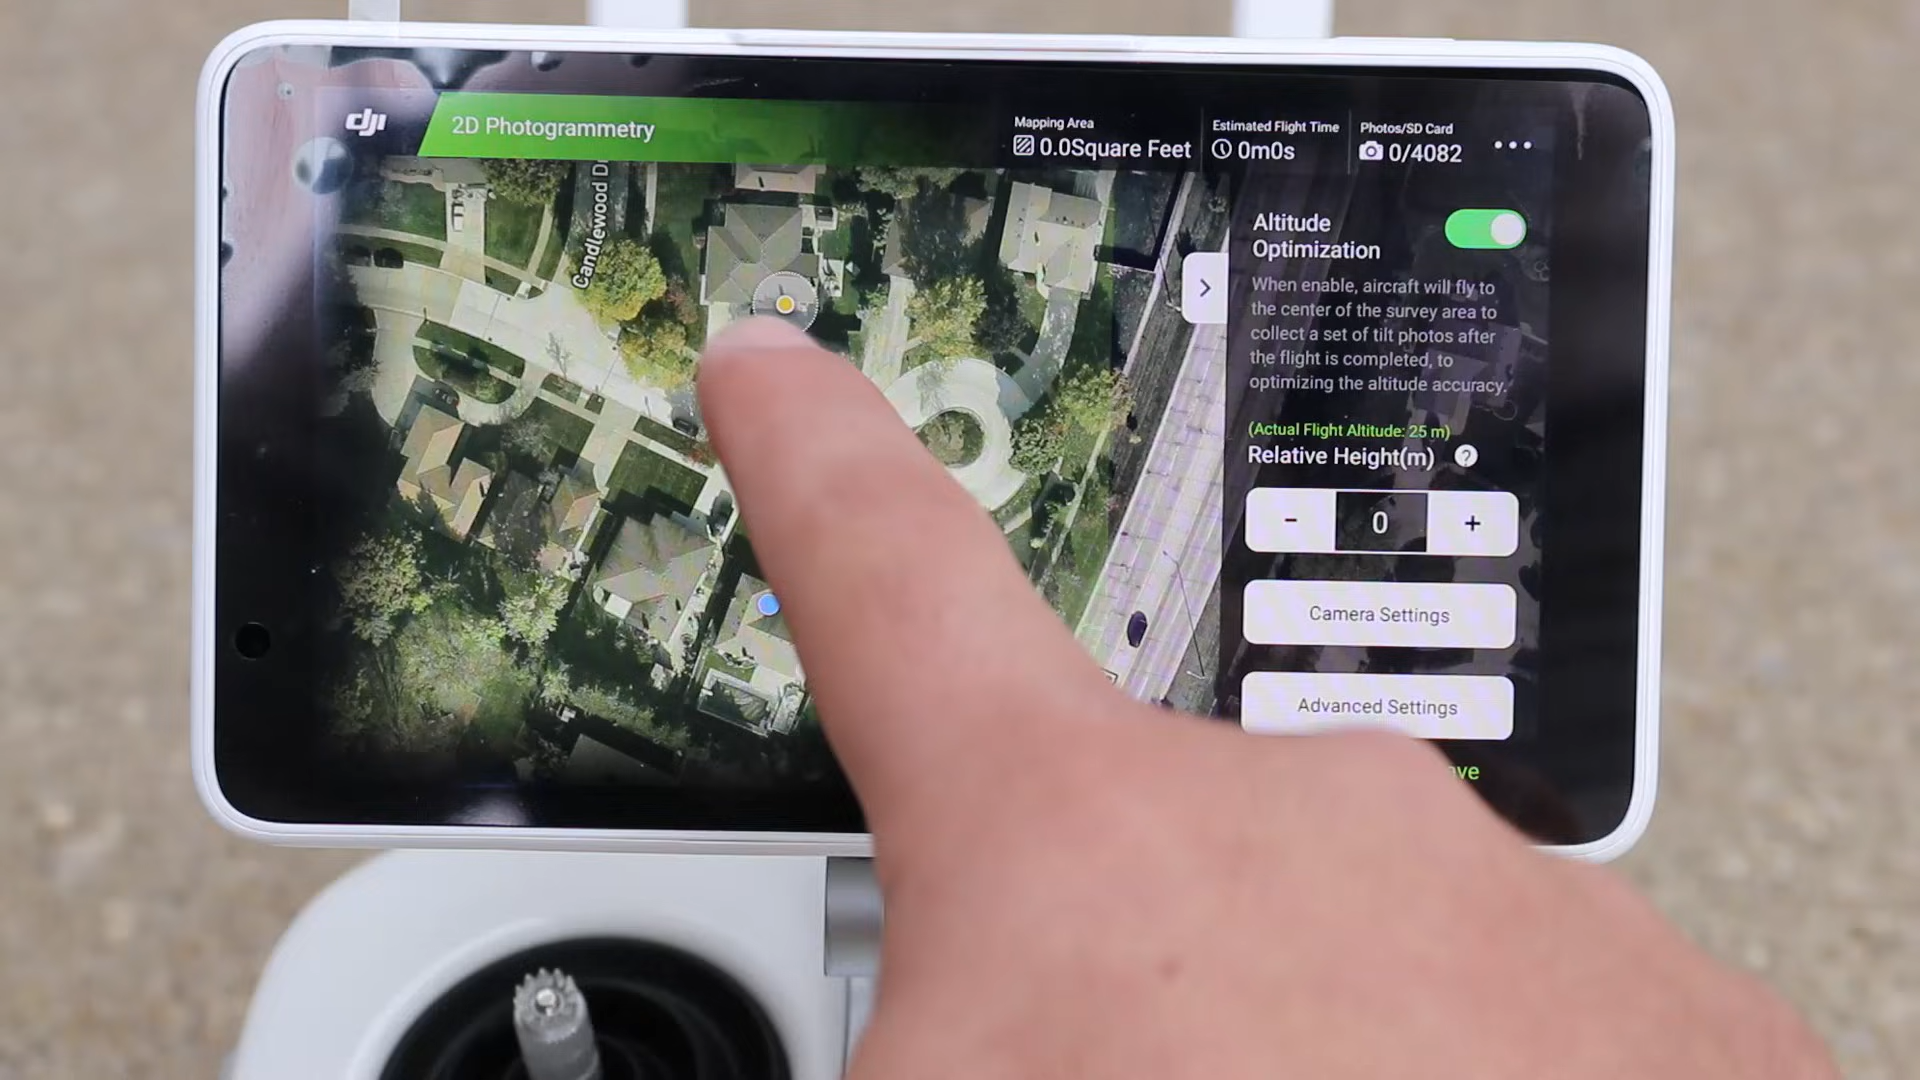 dji
2D Photogrammetry
Mapping Area
0.0Square Feet
Estimated Flight Time
0m0s
Photos/SD Card
0/4082
Candlewood Dr
Altitude
Optimization
When enable, aircraft will fly to
the center of the survey area to
collect a set of tilt photos after
the flight is completed, to
optimizing the altitude accuracy.
(Actual Flight Altitude: 25 m)
Relative Height(m) ?
- 0 +
Camera Settings
Advanced Settings